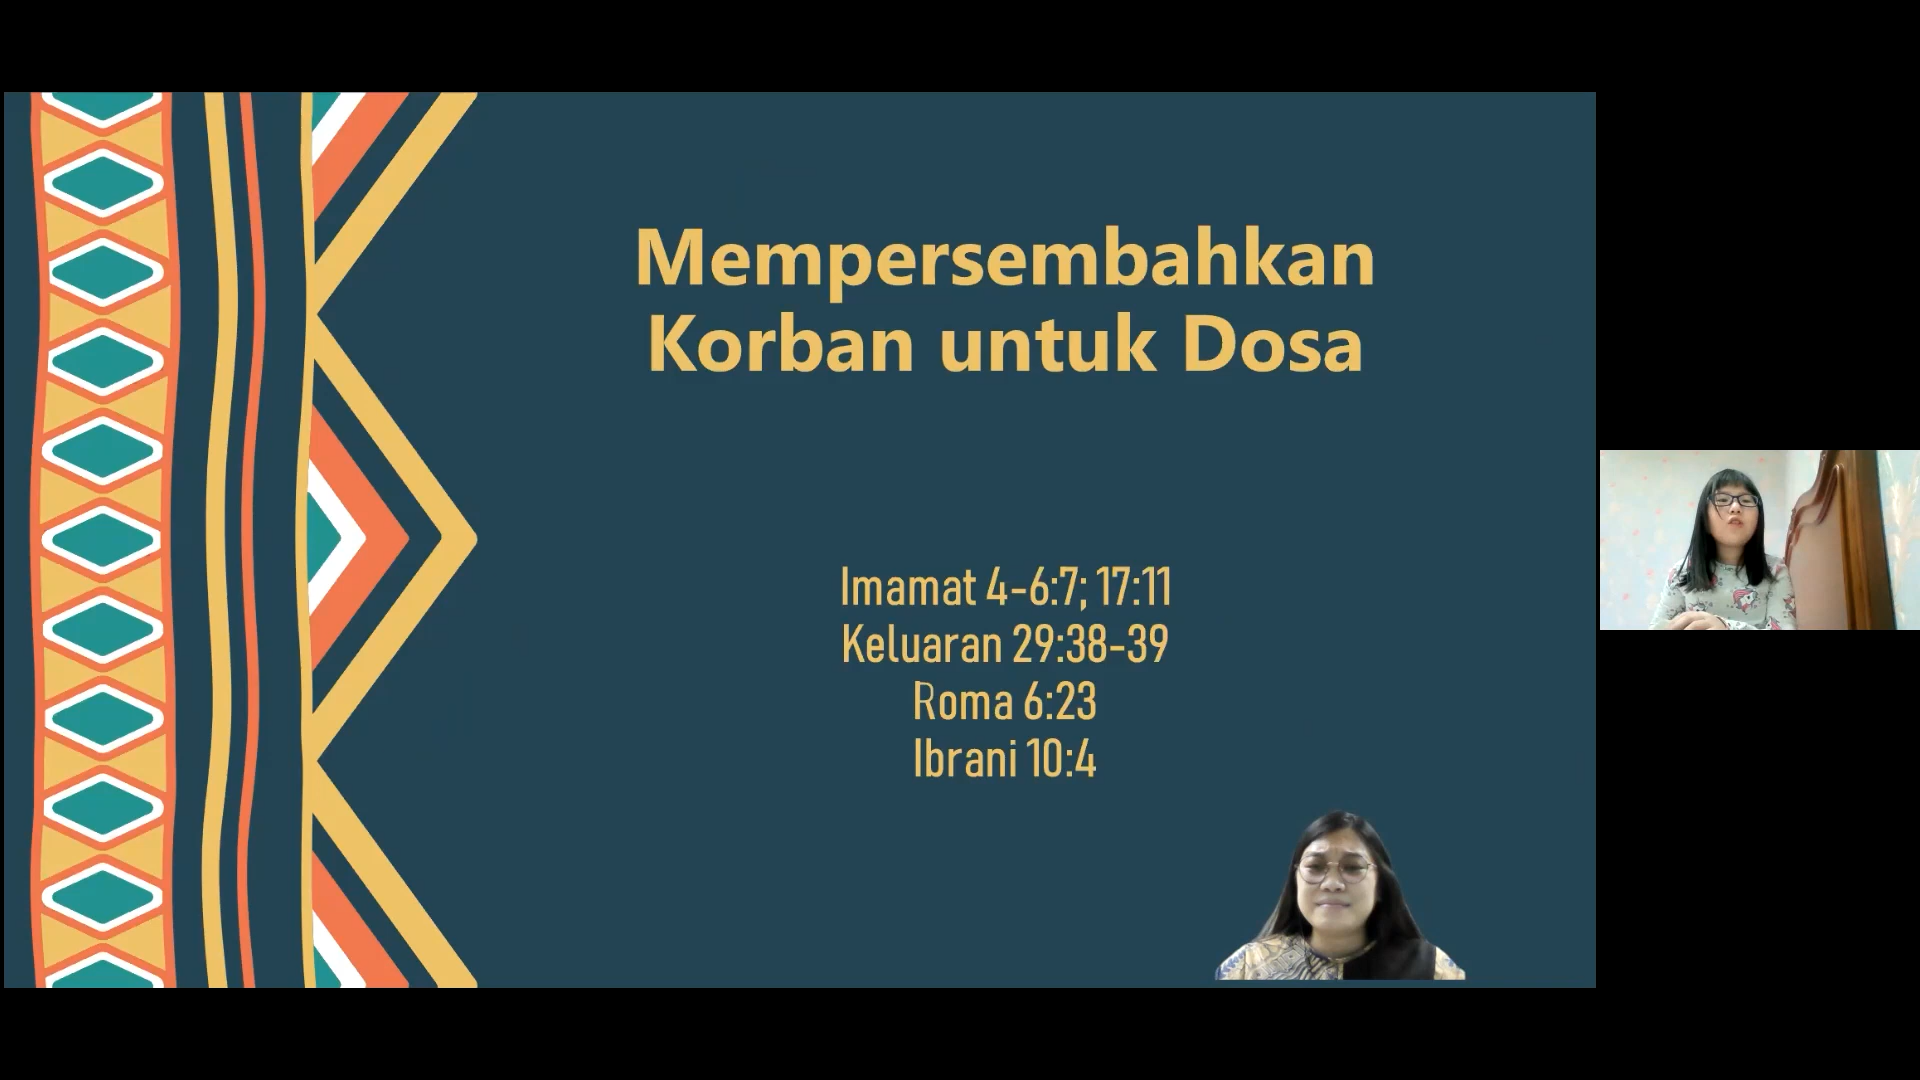 Mempersembahkan
Korban untuk Dosa
Imamat 4-6:7; 17:11
Keluaran 29:38-39
Roma 6:23
Ibrani 10:4